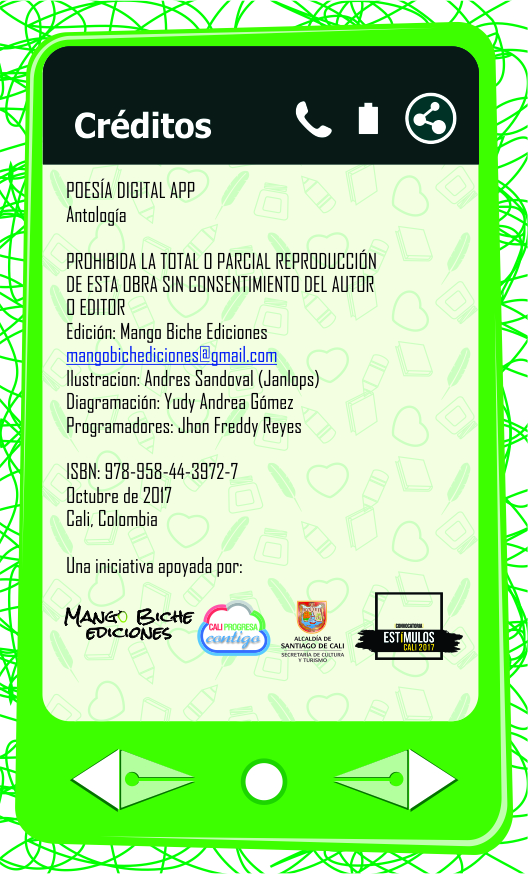 Créditos
POESÍA DIGITAL APP
Antología
PROHIBIDA LA TOTAL O PARCIAL REPRODUCCIÓN
DE ESTA OBRA SIN CONSENTIMIENTO DEL AUTOR
O EDITOR
Edición: Mango Biche Ediciones
mangobichediciones@gmail.com
Ilustracion: Andres Sandoval (Janlops)
Diagramación: Yudy Andrea Gómez
Programadores: Jhon Freddy Reyes
ISBN: 978-958-44-3972-7
Octubre de 2017
Cali, Colombia
Una iniciativa apoyada por:
MANGO BICHE
EDICIONES
CALI PROGRESA
contigo
ALCALDÍA DE
SANTIAGO DE CALI
SECRETARÍA DE CULTURA
Y TURISMO
CONVOCATORIA
ESTÍMULOS
CALI 2017